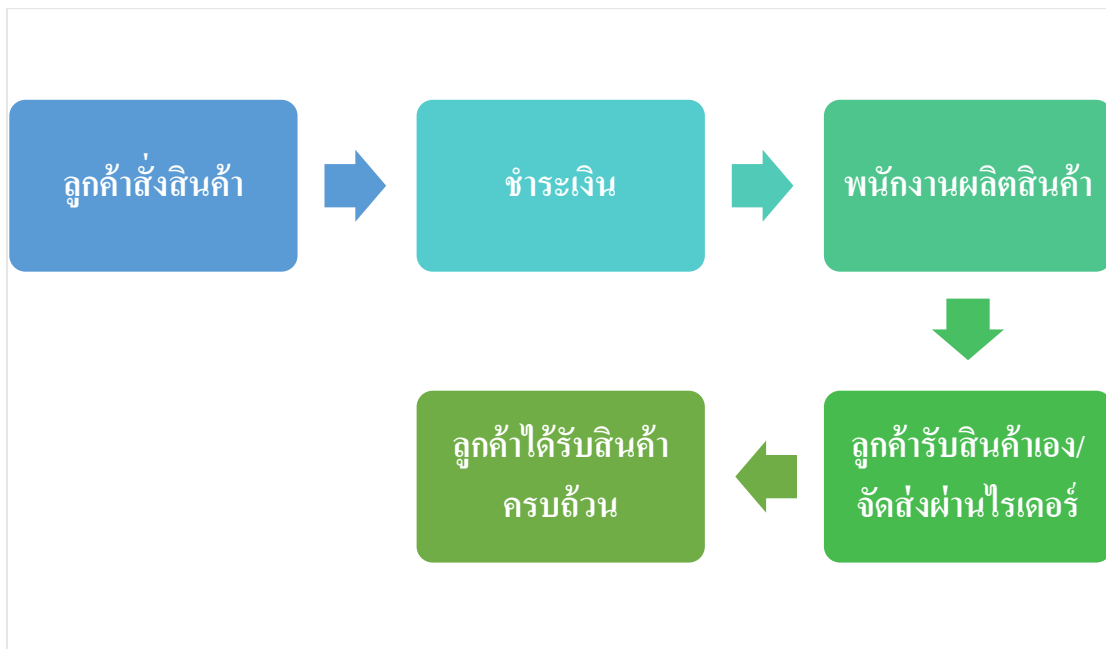 ลูกค้าสั่งสินค้า
ชำระเงิน
พนักงานผลิตสินค้า
ลูกค้ารับสินค้าเอง/
จัดส่งผ่านไรเดอร์
ลูกค้าได้รับสินค้า
ครบถ้วน